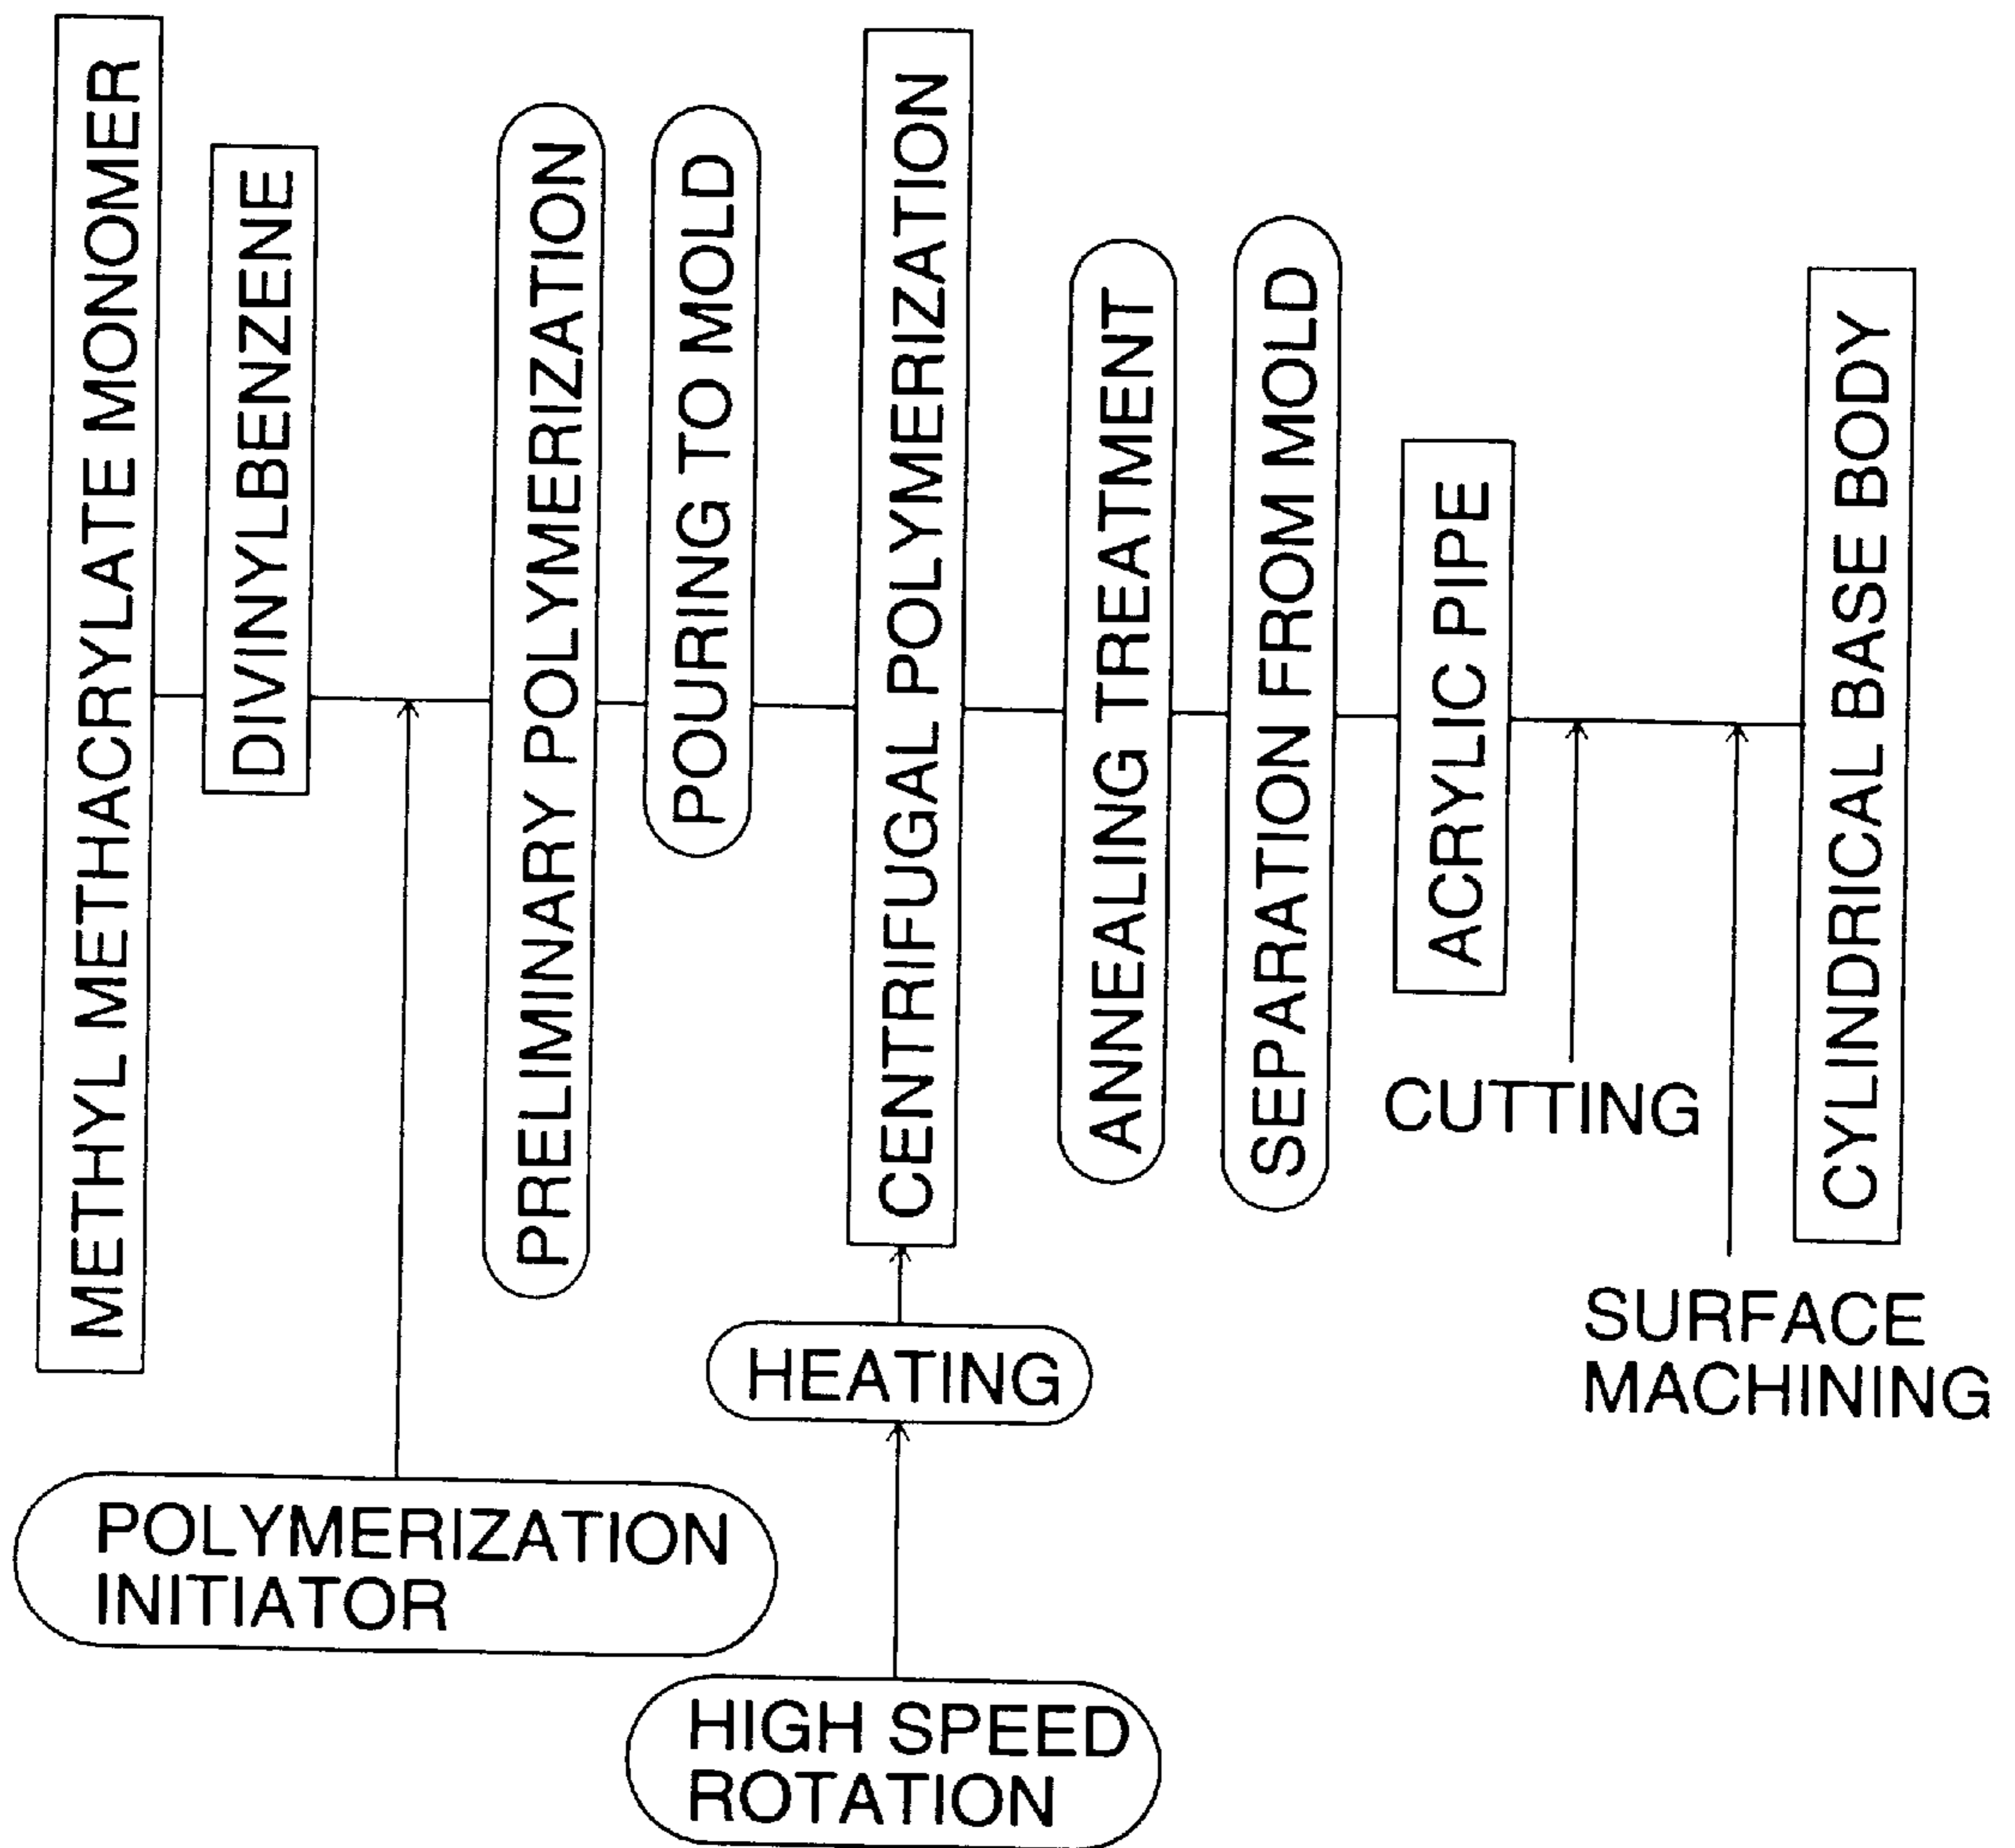 METHYL METHACRYLATE MONOMER
DIVINYLBENZENE
PRELIMINARY POLYMERIZATION
POURING TO MOLD
CENTRIFUGAL POLYMERIZATION
ANNEALING TREATMENT
SEPARATION FROM MOLD
ACRYLIC PIPE
CYLINDRICAL BASE BODY
CUTTING
SURFACE
MACHINING
HEATING
POLYMERIZATION
INITIATOR
HIGH SPEED
ROTATION